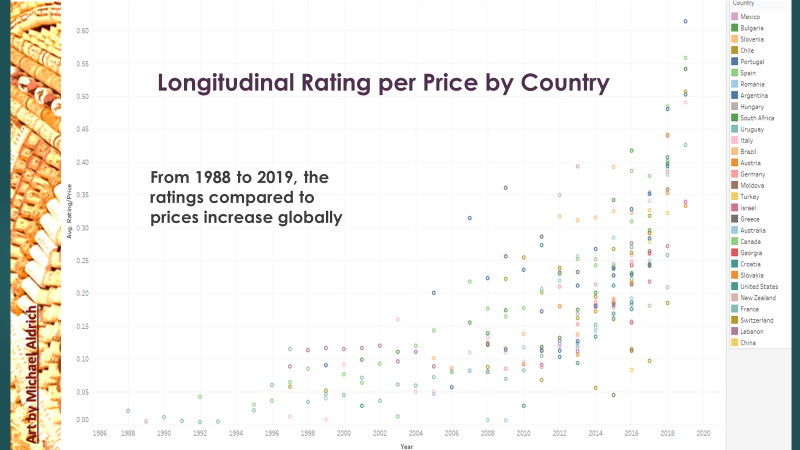 Longitudinal Rating per Price by Country
From 1988 to 2019, the
ratings compared to
prices increase globally
Art by Michael Aldrich
Avg. Rating/Price
0.60
0.55
0.50
0.45
0.40
0.35
0.30
0.25
0.20
0.15
0.10
0.05
0.00
1986 1988 1990 1992 1994 1996 1998 2000 2002 2004 2006 2008 2010 2012 2014 2016 2018 2020
Year
Country
Mexico
Bulgaria
Slovenia
Chile
Portugal
Spain
Romania
Argentina
Hungary
South Africa
Uruguay
Italy
Brazil
Austria
Germany
Moldova
Turkey
Israel
Greece
Australia
Canada
Georgia
Croatia
Slovakia
United States
New Zealand
France
Switzerland
Lebanon
China